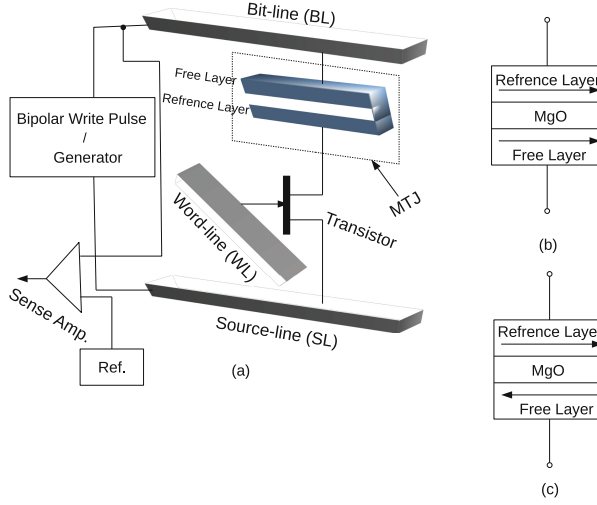 Bit-line (BL)
Free Layer
Refrence Layer
Bipolar Write Pulse
/
Generator
MTJ
Word-line (WL)
Transistor
Sense Amp.
Source-line (SL)
Ref.
(a)
Refrence Layer
MgO
Free Layer
(b)
Refrence Laye
MgO
Free Layer
(c)